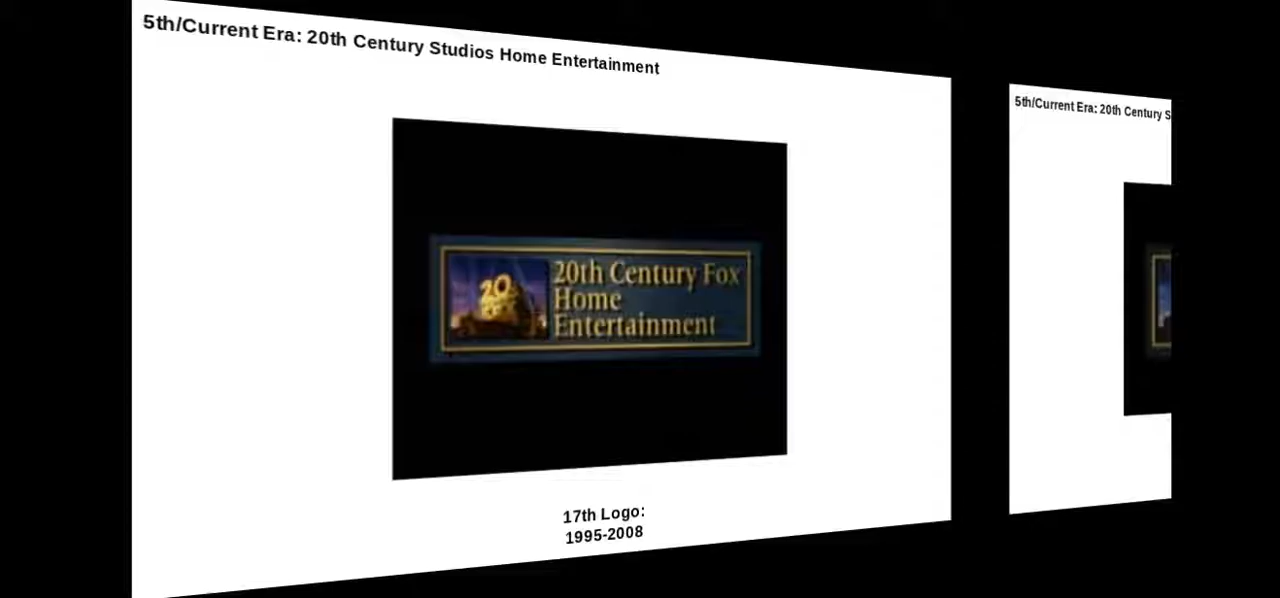 5th/Current Era: 20th Century Studios Home Entertainment
20
20th Century Fox
Home
Entertainment
17th Logo:
1995-2008
5th/Current Era: 20th Century S